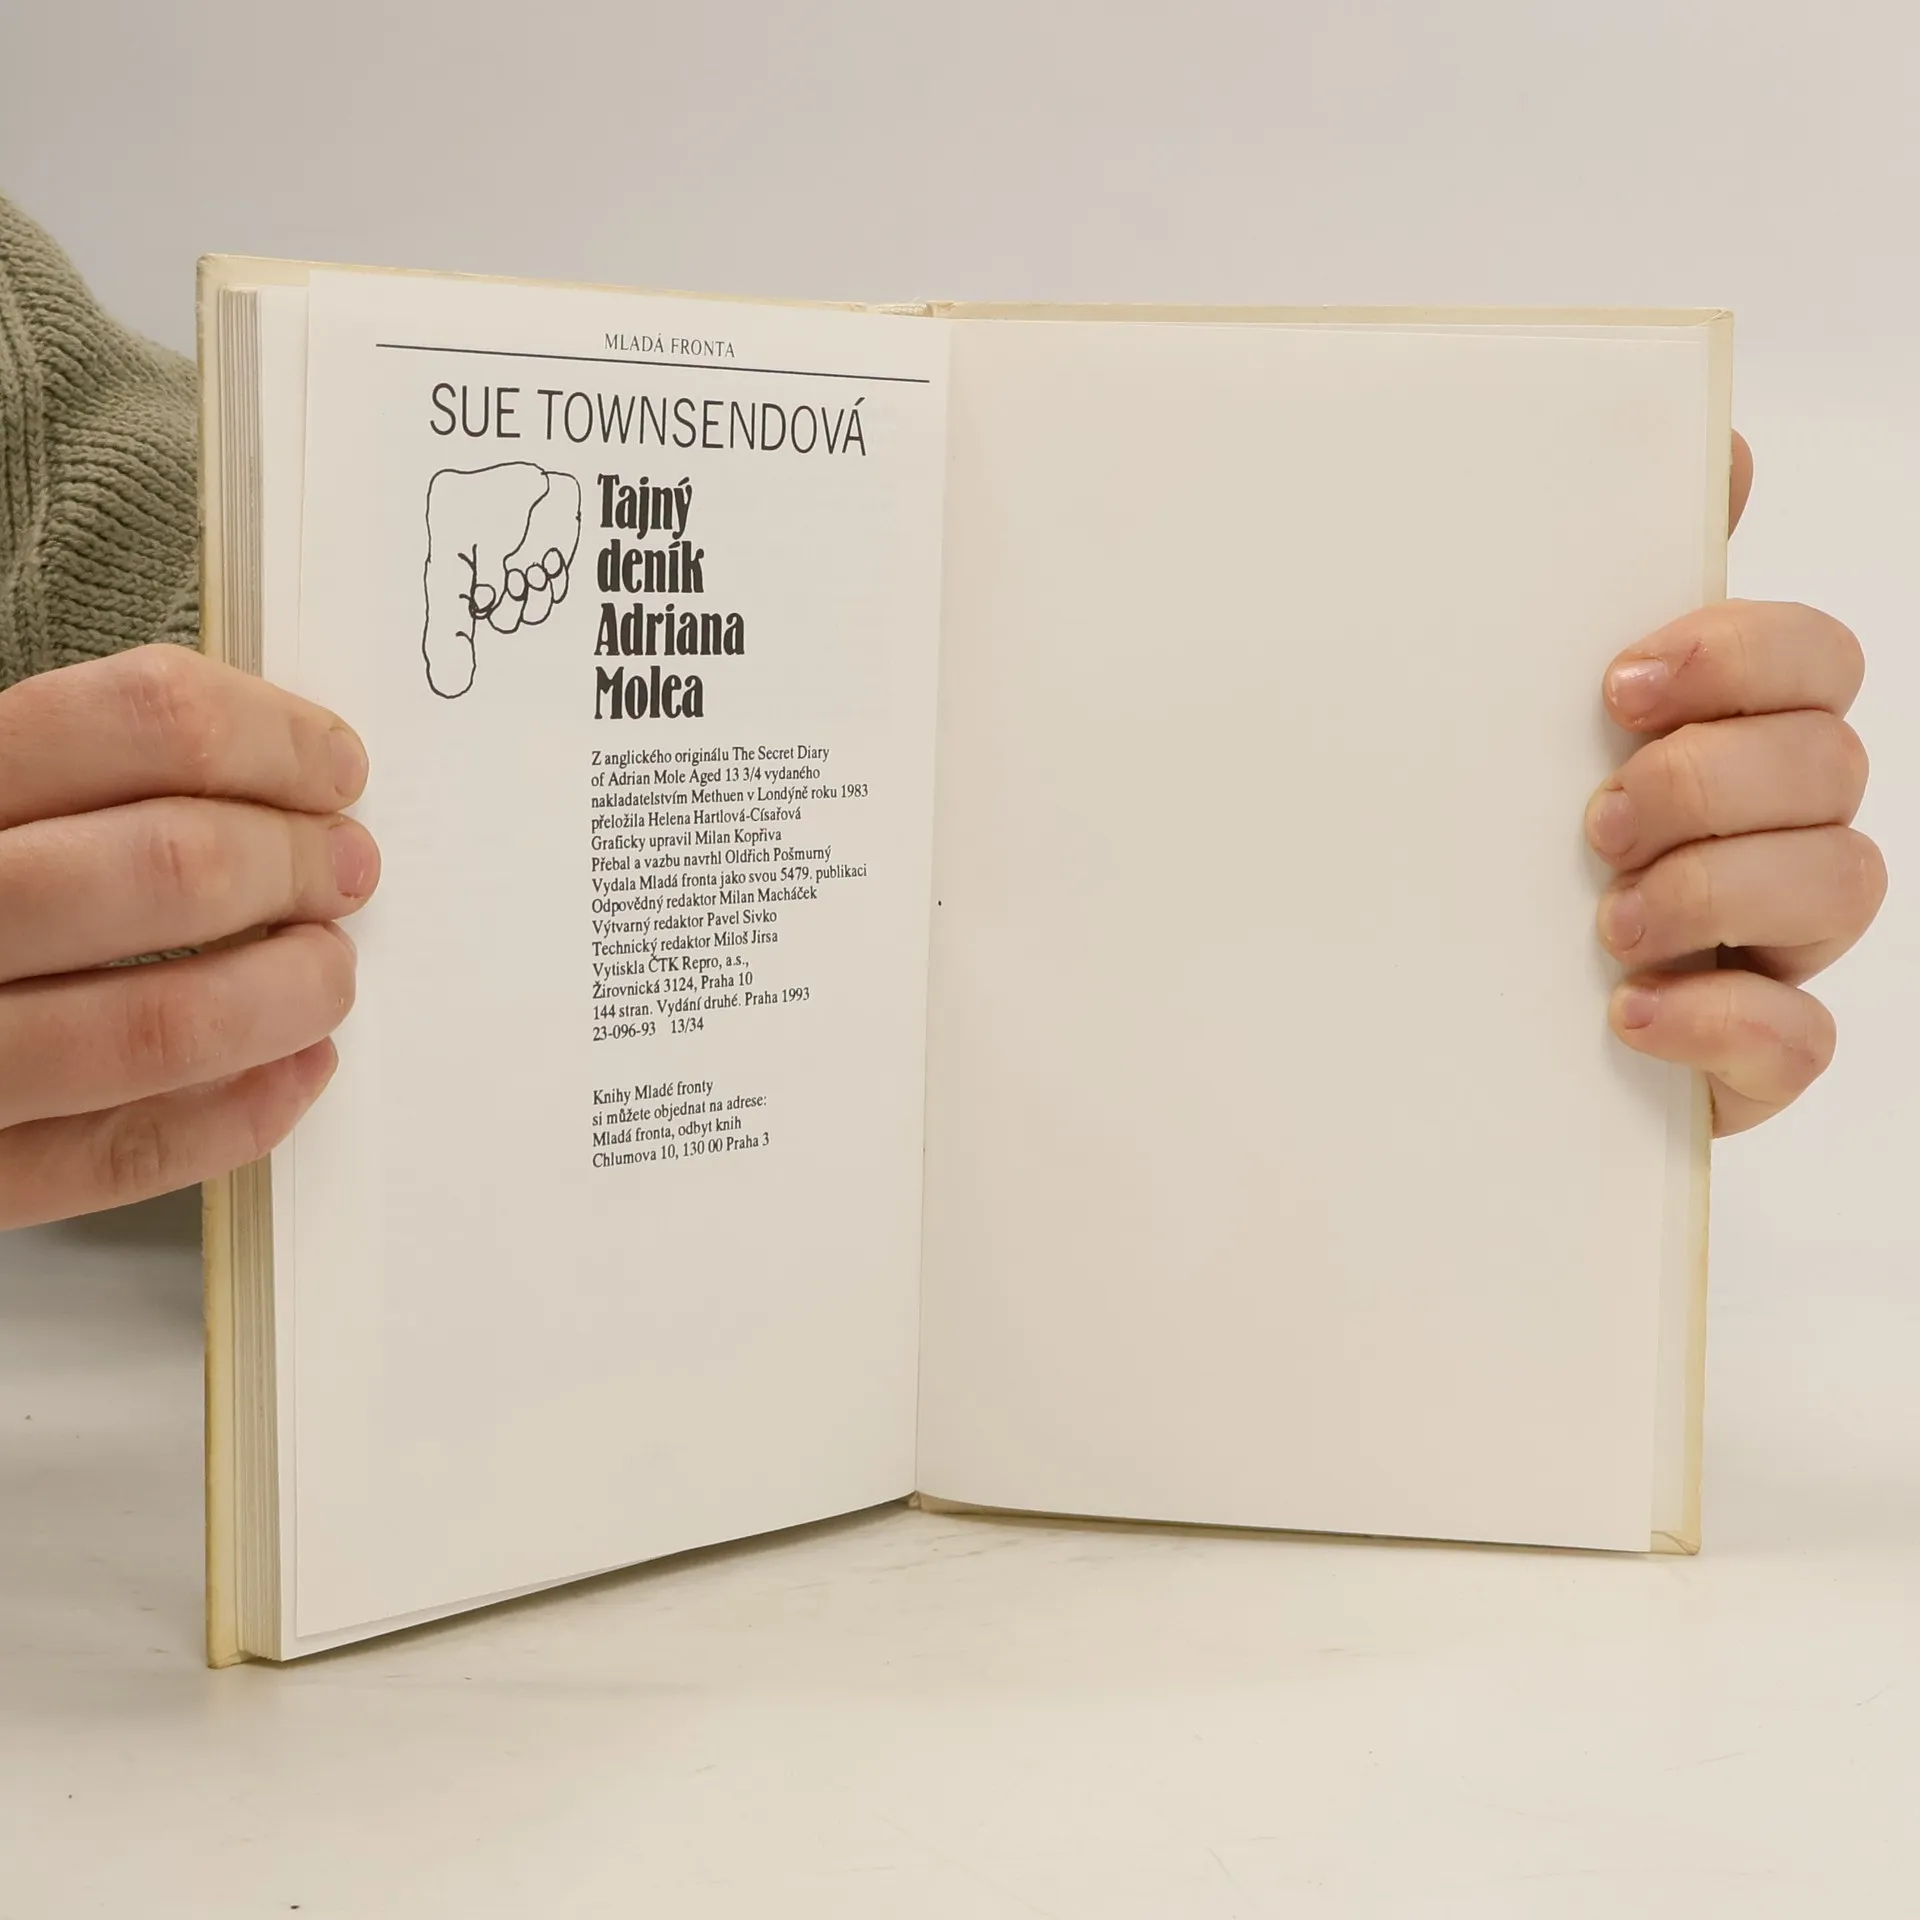 MLADÁ FRONTA
SUE TOWNSENDOVÁ
Tajný
deník
Adriana
Molea
Z anglického originálu The Secret Diary
of Adrian Mole Aged 13 3/4 vydaného
nakladatelstvím Methuen v Londýně roku 1983
přeložila Helena Hartlová-Císařová
Graficky upravil Milan Kopřiva
Přebal a vazbu navrhl Oldřich Pošmurný
Vydala Mladá fronta jako svou 5479. publikaci
Odpovědný redaktor Milan Macháček
Výtvarný redaktor Pavel Sivko
Technický redaktor Miloš Jirsa
Vytiskla ČTK Repro, a.s.,
Žirovnická 3124, Praha 10
144 stran. Vydání druhé. Praha 1993
23-096-93 13/34
Knihy Mladé fronty
si můžete objednat na adrese:
Mladá fronta, odbyt knih
Chlumova 10, 130 00 Praha 3